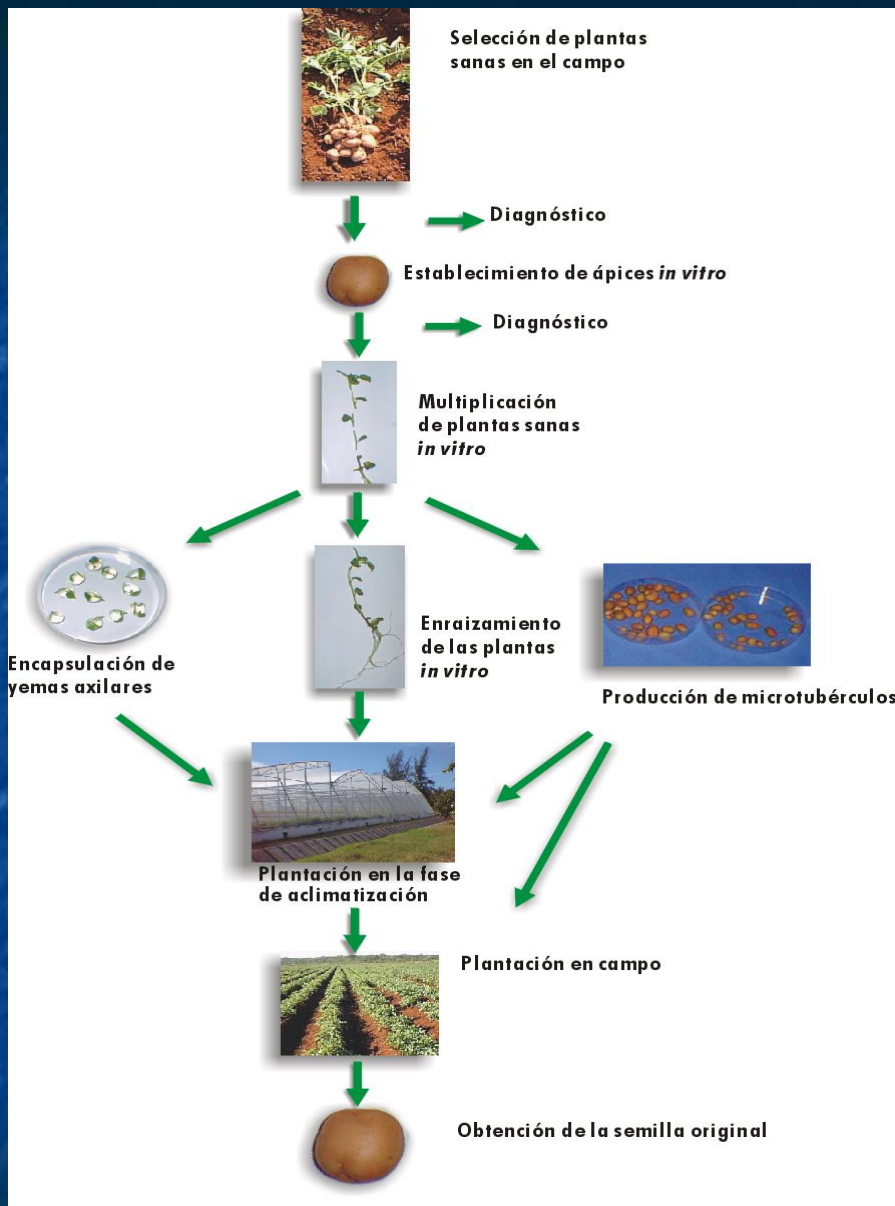 Selección de plantas
sanas en el campo
Diagnóstico
Establecimiento de ápices in vitro
Diagnóstico
Multiplicación
de plantas sanas
in vitro
Encapsulación de
yemas axilares
Enraizamiento
de las plantas
in vitro
Producción de microtubérculos
Plantación en la fase
de aclimatización
Plantación en campo
Obtención de la semilla original